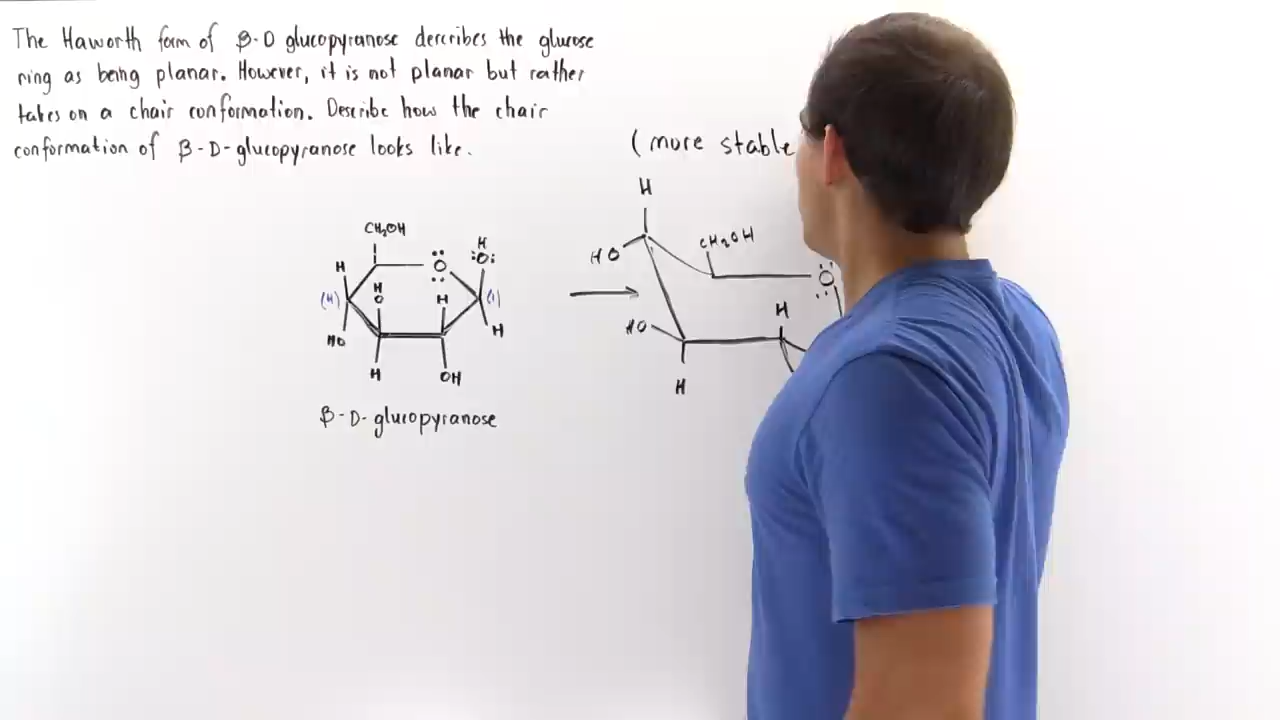 The Haworth form of β-D glucopyranose describes the glucose
ring as being planar. However, it is not planar but rather
takes on a chair conformation. Describe how the chair
conformation of β-D-glucopyranose looks like.
(more stable
H
HO
CH₂OH
O
H
HO
H
CH₂OH
H
O
:O:
H
H
O
H
(4)
(1)
HO
H
H
OH
β-D-glucopyranose